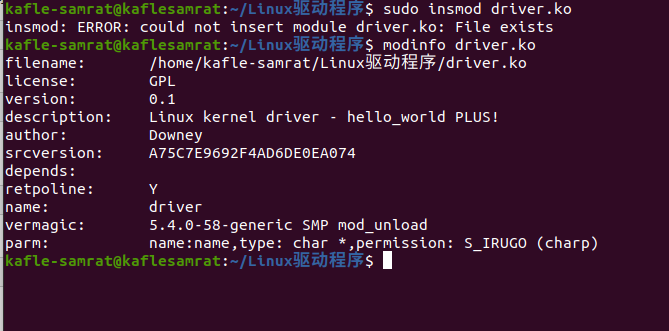 kafle-samrat@kaflesamrat:~/Linux驱动程序$ sudo insmod driver.ko
insmod: ERROR: could not insert module driver.ko: File exists
kafle-samrat@kaflesamrat:~/Linux驱动程序$ modinfo driver.ko
filename:       /home/kafle-samrat/Linux驱动程序/driver.ko
license:        GPL
version:        0.1
description:    Linux kernel driver - hello_world PLUS!
author:         Downey
srcversion:     A75C7E9692F4AD6DE0EA074
depends:
retpoline:      Y
name:           driver
vermagic:       5.4.0-58-generic SMP mod_unload
parm:           name:name,type: char *,permission: S_IRUGO (charp)
kafle-samrat@kaflesamrat:~/Linux驱动程序$